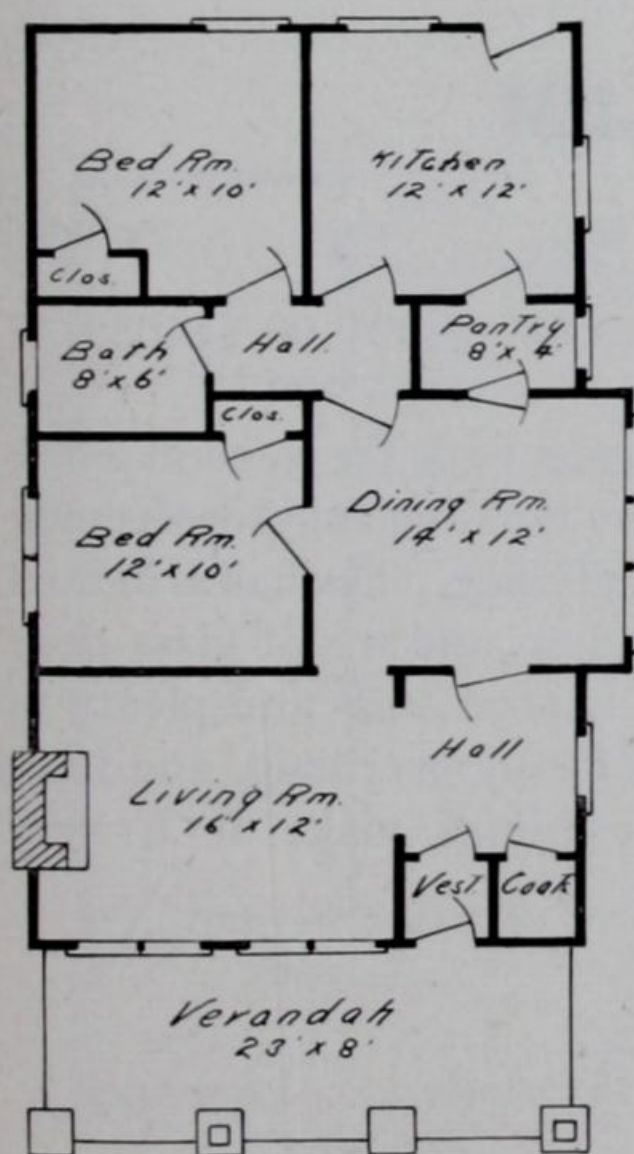 Bed Rm.
12' x 10'
Kitchen
12' x 12'
Clos.
Bath
8' x 6'
Hall.
Pantry
8' x 4'
Clos.
Bed Rm.
12' x 10'
Dining Rm.
14' x 12'
Living Rm.
16' x 12'
Hall
Vest.
Coat
Verandah
23' x 8'